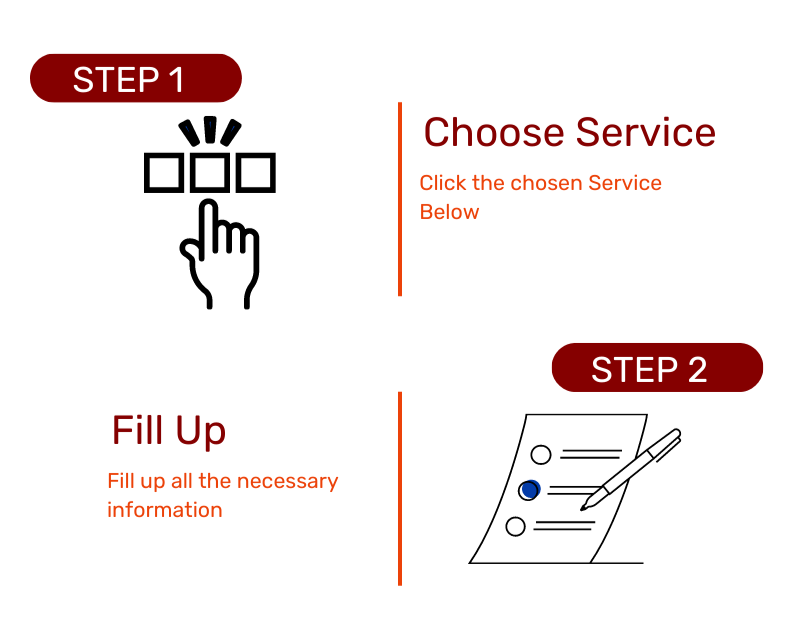 STEP 1
Choose Service
Click the chosen Service
Below
STEP 2
Fill Up
Fill up all the necessary
information